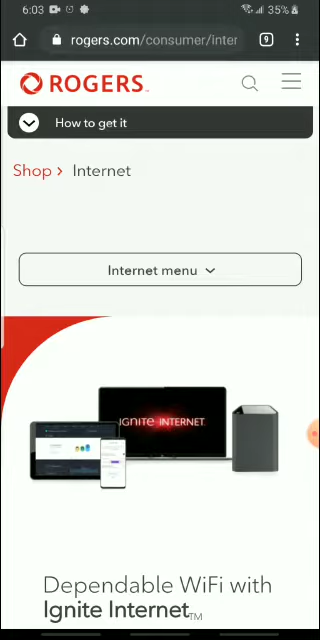 6:03 35%
rogers.com/consumer/inter 9
ROGERS
How to get it
Shop > Internet
Internet menu
IGNITE INTERNET
Dependable WiFi with
Ignite Internet™